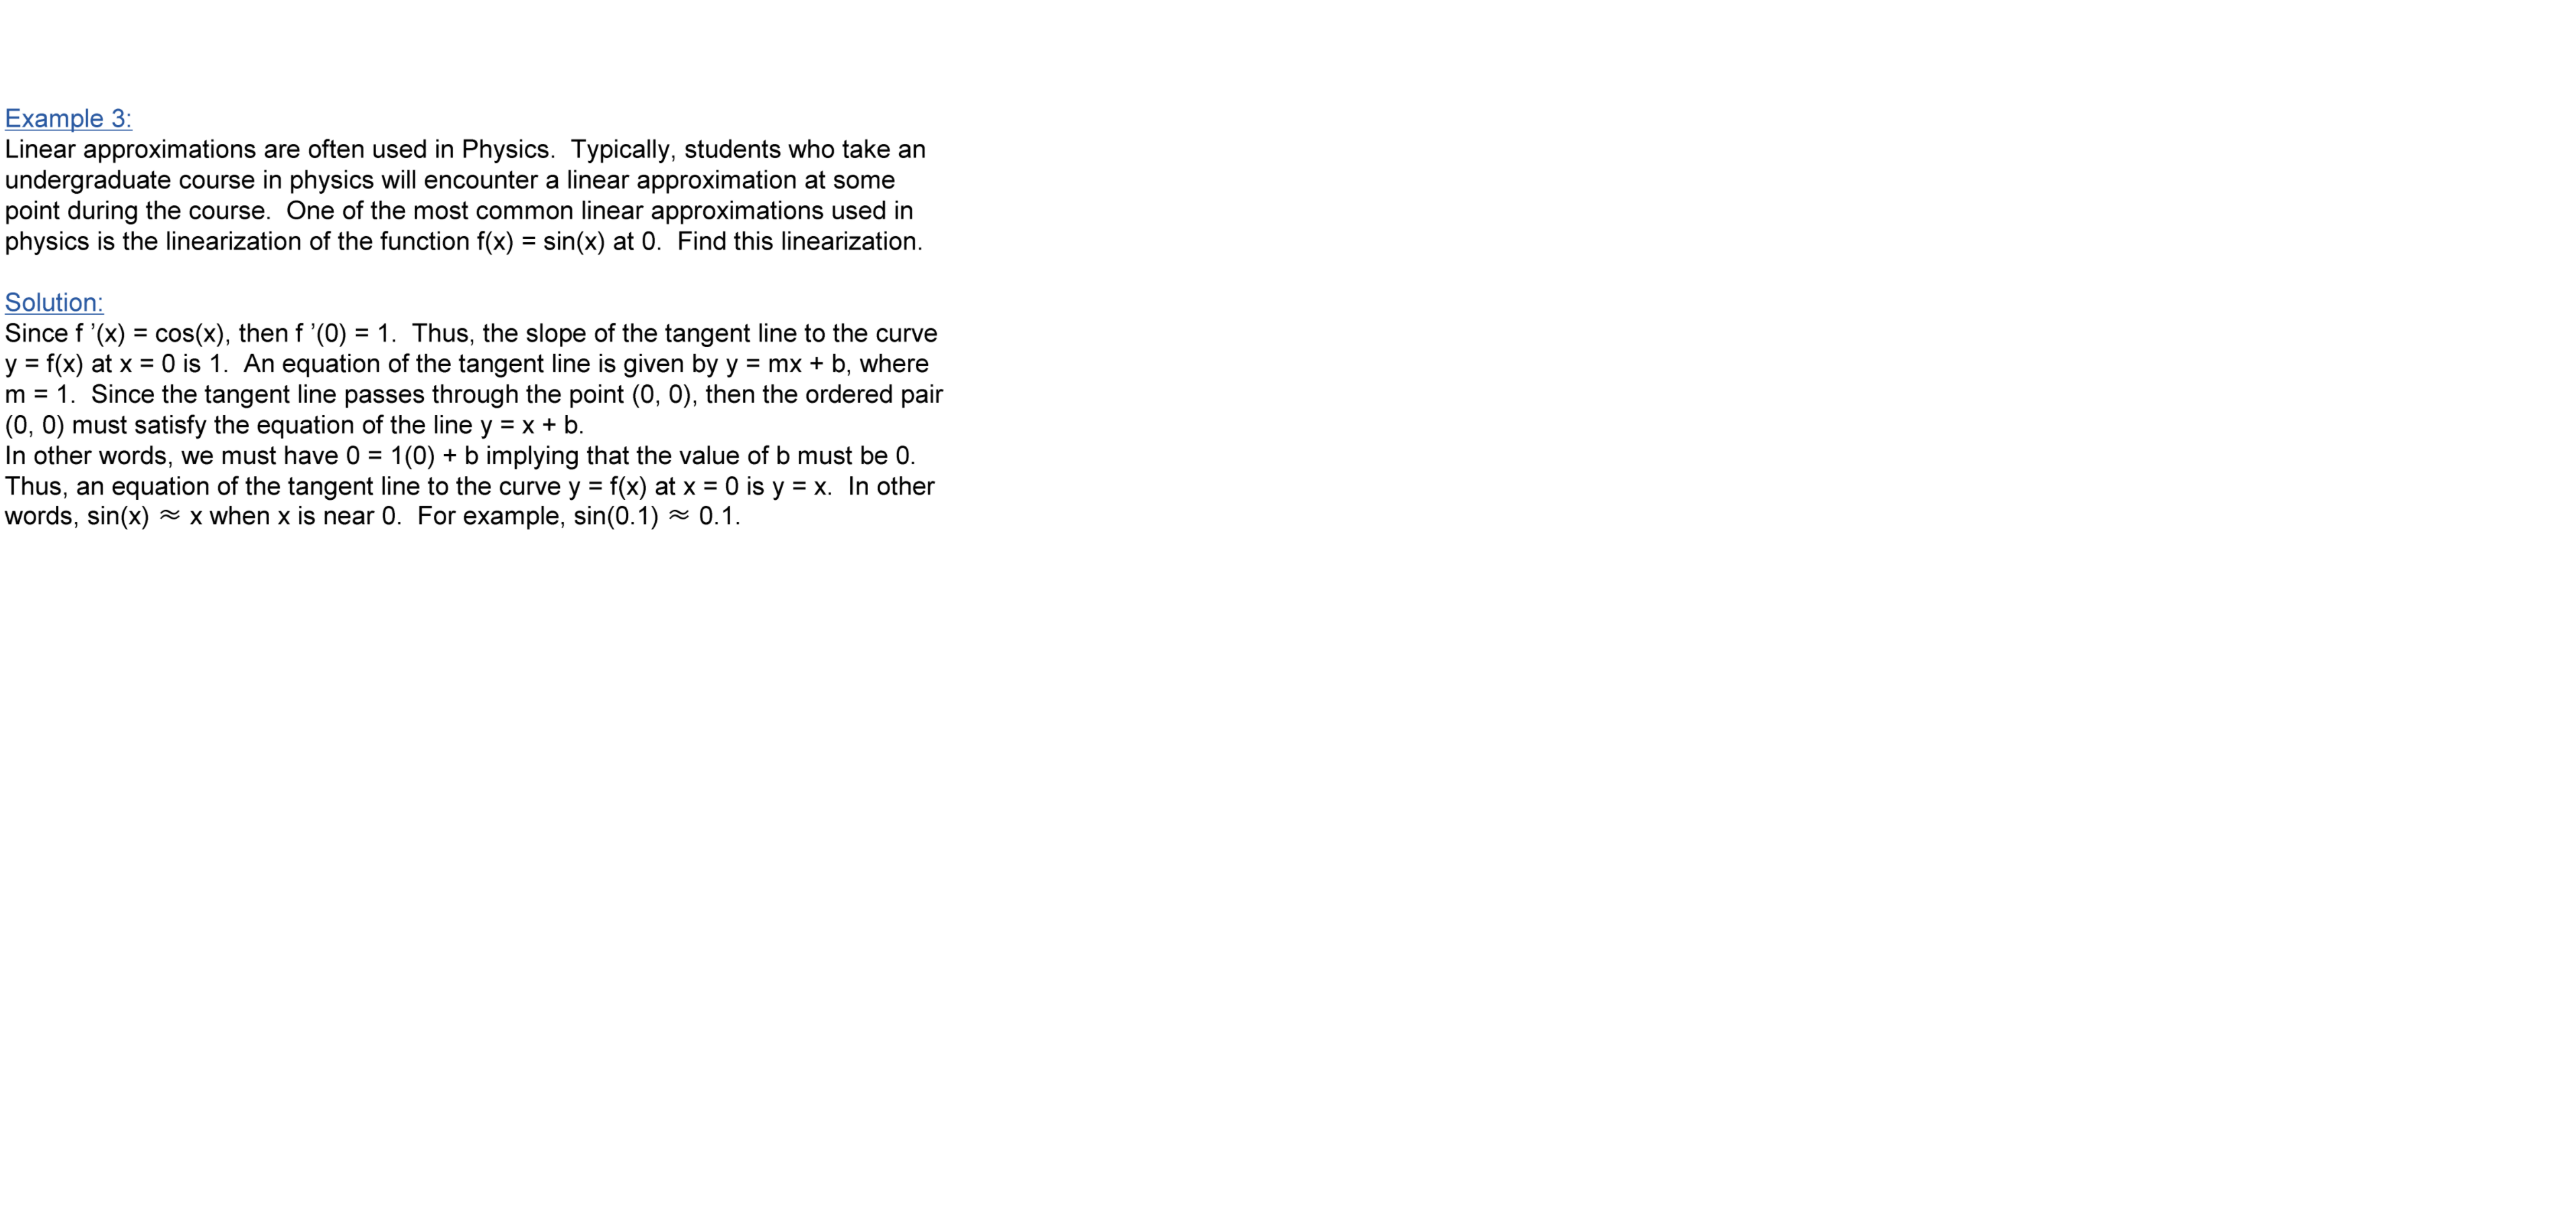 Example 3:
Linear approximations are often used in Physics.  Typically, students who take an
undergraduate course in physics will encounter a linear approximation at some
point during the course.  One of the most common linear approximations used in
physics is the linearization of the function f(x) = sin(x) at 0.  Find this linearization.
Solution:
Since f ’(x) = cos(x), then f ’(0) = 1.  Thus, the slope of the tangent line to the curve
y = f(x) at x = 0 is 1.  An equation of the tangent line is given by y = mx + b, where
m = 1.  Since the tangent line passes through the point (0, 0), then the ordered pair
(0, 0) must satisfy the equation of the line y = x + b.
In other words, we must have 0 = 1(0) + b implying that the value of b must be 0.
Thus, an equation of the tangent line to the curve y = f(x) at x = 0 is y = x.  In other
words, sin(x) ≈ x when x is near 0.  For example, sin(0.1) ≈ 0.1.